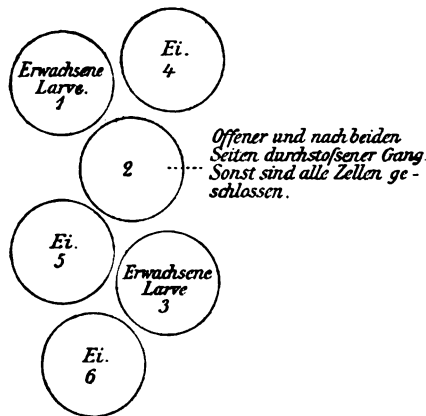 Ei.
4
Erwachsene
Larve.
1
2
Offener und nach beiden
Seiten durchstoßener Gang.
Sonst sind alle Zellen ge-
schlossen.
Ei.
5
Erwachsene
Larve
3
Ei.
6